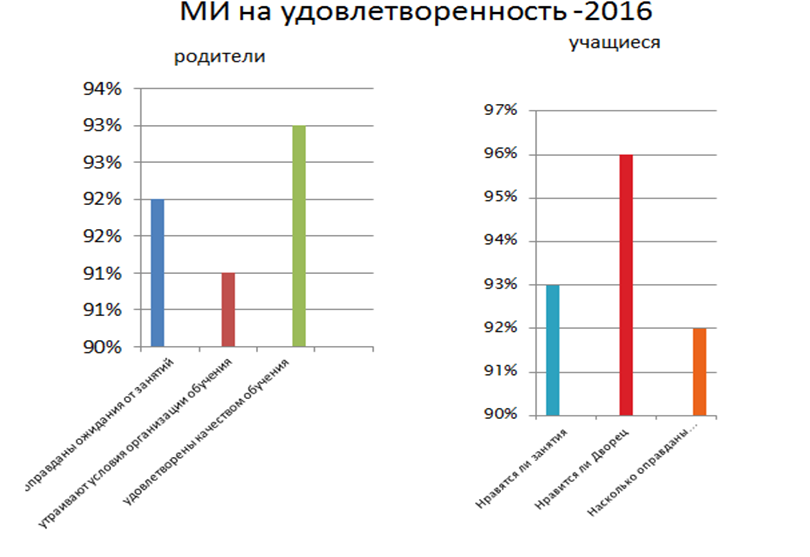 МИ на удовлетворенность -2016
родители
94%
93%
93%
92%
92%
91%
91%
90%
оправданы ожидания от занятий
утраивают условия организации обучения
удовлетворены качеством обучения
учащиеся
97%
96%
95%
94%
93%
92%
91%
90%
Нравятся ли занятия
Нравится ли Дворец
Насколько оправданы...